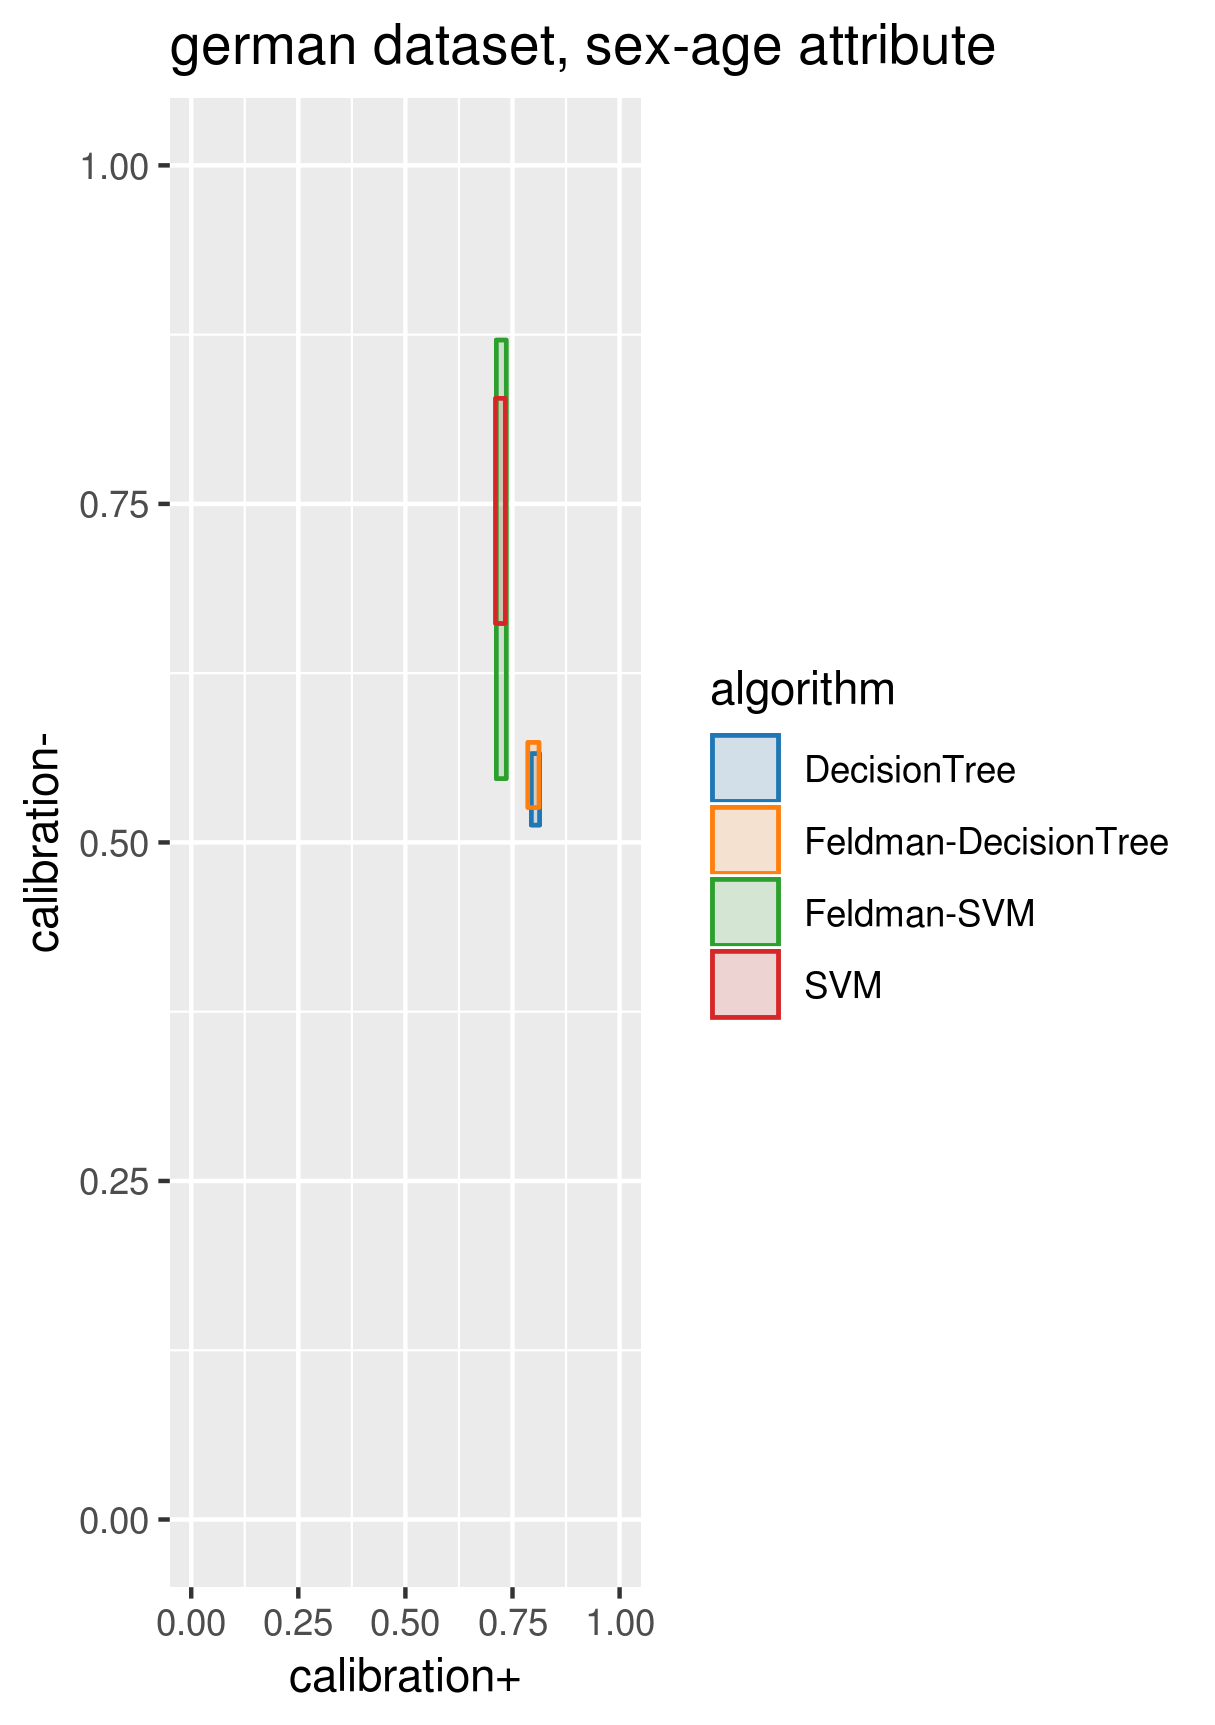 german dataset, sex-age attribute
1.00
0.75
0.50
0.25
0.00
calibration-
0.00 0.25 0.50 0.75 1.00
calibration+
algorithm
DecisionTree
Feldman-DecisionTree
Feldman-SVM
SVM